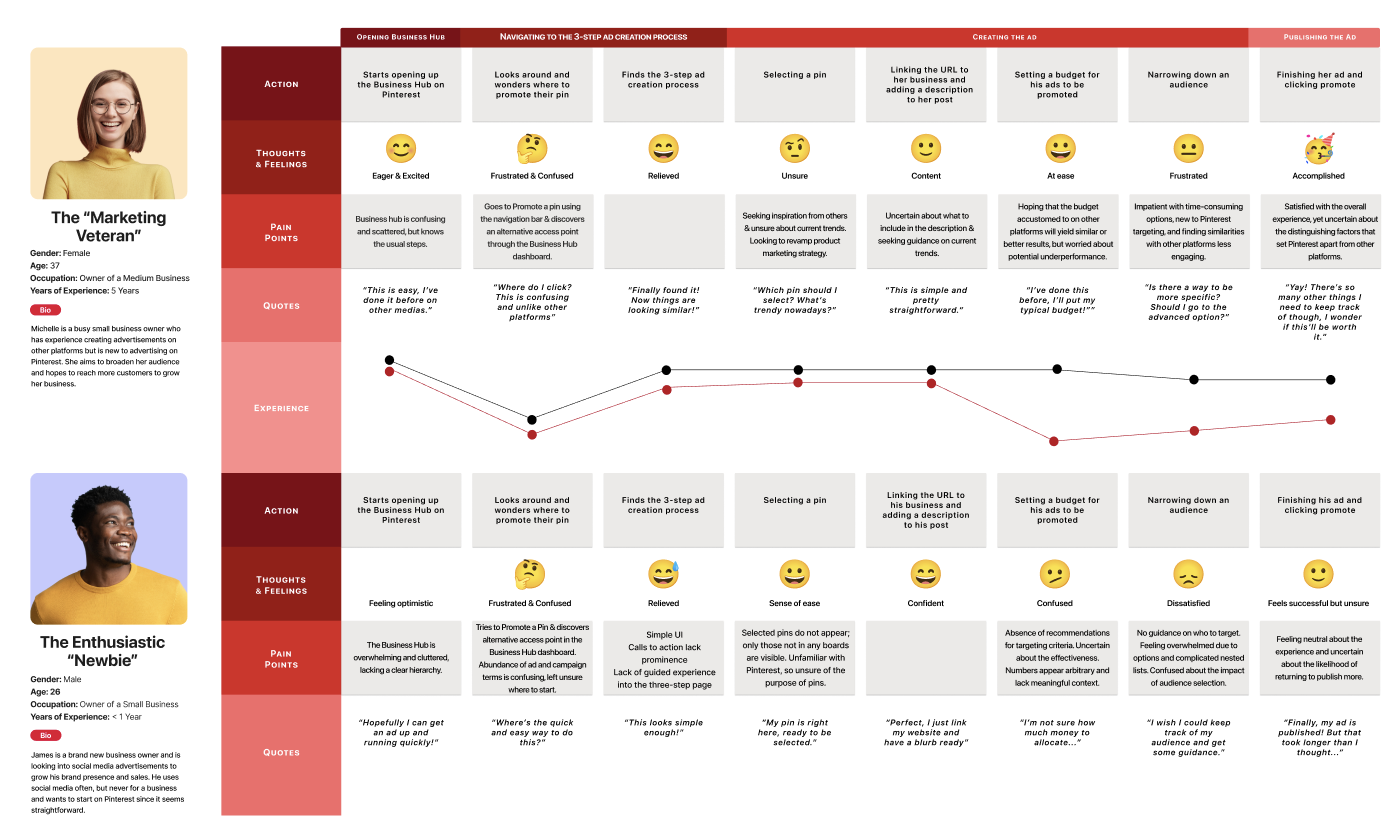 OPENING BUSINESS HUB
NAVIGATING TO THE 3-STEP AD CREATION PROCESS
CREATING THE AD
PUBLISHING THE AD
The “Marketing
Veteran”
Gender: Female
Age: 37
Occupation: Owner of a Medium Business
Years of Experience: 5 Years
Bio
Michelle is a busy small business owner who
has experience creating advertisements on
other platforms but is new to advertising on
Pinterest. She aims to broaden her audience
and hopes to reach more customers to grow
her business.
ACTION
Starts opening up
the Business Hub on
Pinterest
Looks around and
wonders where to
promote their pin
Finds the 3-step ad
creation process
Selecting a pin
Linking the URL to
her business and
adding a description
to her post
Setting a budget for
his ads to be
promoted
Narrowing down an
audience
Finishing her ad and
clicking promote
THOUGHTS
& FEELINGS
Eager & Excited
Frustrated & Confused
Relieved
Unsure
Content
At ease
Frustrated
Accomplished
PAIN
POINTS
Business hub is confusing
and scattered, but knows
the usual steps.
Goes to Promote a pin using
the navigation bar & discovers
an alternative access point
through the Business Hub
dashboard.
Seeking inspiration from others
& unsure about current trends.
Looking to revamp product
marketing strategy.
Uncertain about what to
include in the description &
seeking guidance on current
trends.
Hoping that the budget
accustomed to on other
platforms will yield similar or
better results, but worried about
potential underperformance.
Impatient with time-consuming
options, new to Pinterest
targeting, and finding similarities
with other platforms less
engaging.
Satisfied with the overall
experience, yet uncertain about
the distinguishing factors that
set Pinterest apart from other
platforms.
QUOTES
“This is easy, I’ve
done it before on
other medias.”
“Where do I click?
This is confusing
and unlike other
platforms”
“Finally found it!
Now things are
looking similar!”
“Which pin should I
select? What’s
trendy nowadays?”
“This is simple and
pretty
straightforward.”
“I’ve done this
before, I’ll put my
typical budget!””
“Is there a way to be
more specific?
Should I go to the
advanced option?”
“Yay! There’s so
many other things I
need to keep track
of though, I wonder
if this’ll be worth
it.”
EXPERIENCE
The Enthusiastic
“Newbie”
Gender: Male
Age: 26
Occupation: Owner of a Small Business
Years of Experience: < 1 Year
Bio
James is a brand new business owner and is
looking into social media advertisements to
grow his brand presence and sales. He uses
social media often, but never for a business
and wants to start on Pinterest since it seems
straightforward.
ACTION
Starts opening up
the Business Hub on
Pinterest
Looks around and
wonders where to
promote their pin
Finds the 3-step ad
creation process
Selecting a pin
Linking the URL to
his business and
adding a description
to his post
Setting a budget for
his ads to be
promoted
Narrowing down an
audience
Finishing his ad and
clicking promote
THOUGHTS
& FEELINGS
Feeling optimistic
Frustrated & Confused
Relieved
Sense of ease
Confident
Confused
Dissatisfied
Feels successful but unsure
PAIN
POINTS
The Business Hub is
overwhelming and cluttered,
lacking a clear hierarchy.
Tries to Promote a Pin & discovers
alternative access point in the
Business Hub dashboard.
Abundance of ad and campaign
terms is confusing, left unsure
where to start.
Simple UI
Calls to action lack
prominence
Lack of guided experience
into the three-step page
Selected pins do not appear;
only those not in any boards
are visible. Unfamiliar with
Pinterest, so unsure of the
purpose of pins.
Absence of recommendations
for targeting criteria. Uncertain
about the effectiveness.
Numbers appear arbitrary and
lack meaningful context.
No guidance on who to target.
Feeling overwhelmed due to
options and complicated nested
lists. Confused about the impact
of audience selection.
Feeling neutral about the
experience and uncertain
about the likelihood of
returning to publish more.
QUOTES
“Hopefully I can get
an ad up and
running quickly!”
“Where’s the quick
and easy way to do
this?”
“This looks simple
enough!”
“My pin is right
here, ready to be
selected.”
“Perfect, I just link
my website and
have a blurb ready”
“I’m not sure how
much money to
allocate...”
“I wish I could keep
track of my
audience and get
some guidance.”
“Finally, my ad is
published! But that
took longer than I
thought...”